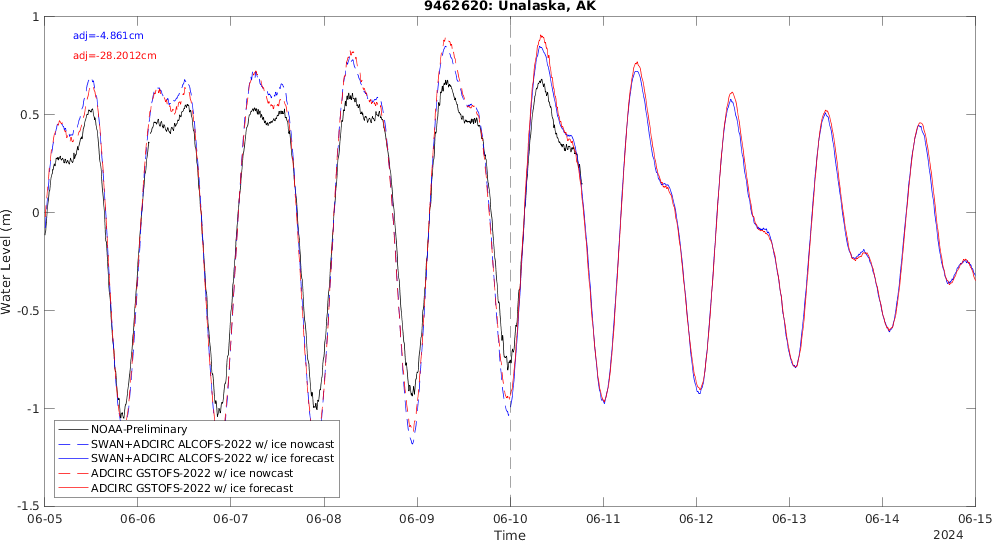 9462620: Unalaska, AK
adj=-4.861cm
adj=-28.2012cm
Water Level (m)
1
0.5
0
-0.5
-1
-1.5
NOAA-Preliminary
SWAN+ADCIRC ALCOFS-2022 w/ ice nowcast
SWAN+ADCIRC ALCOFS-2022 w/ ice forecast
ADCIRC GSTOFS-2022 w/ ice nowcast
ADCIRC GSTOFS-2022 w/ ice forecast
06-05 06-06 06-07 06-08 06-09 06-10 06-11 06-12 06-13 06-14 06-15
Time
2024